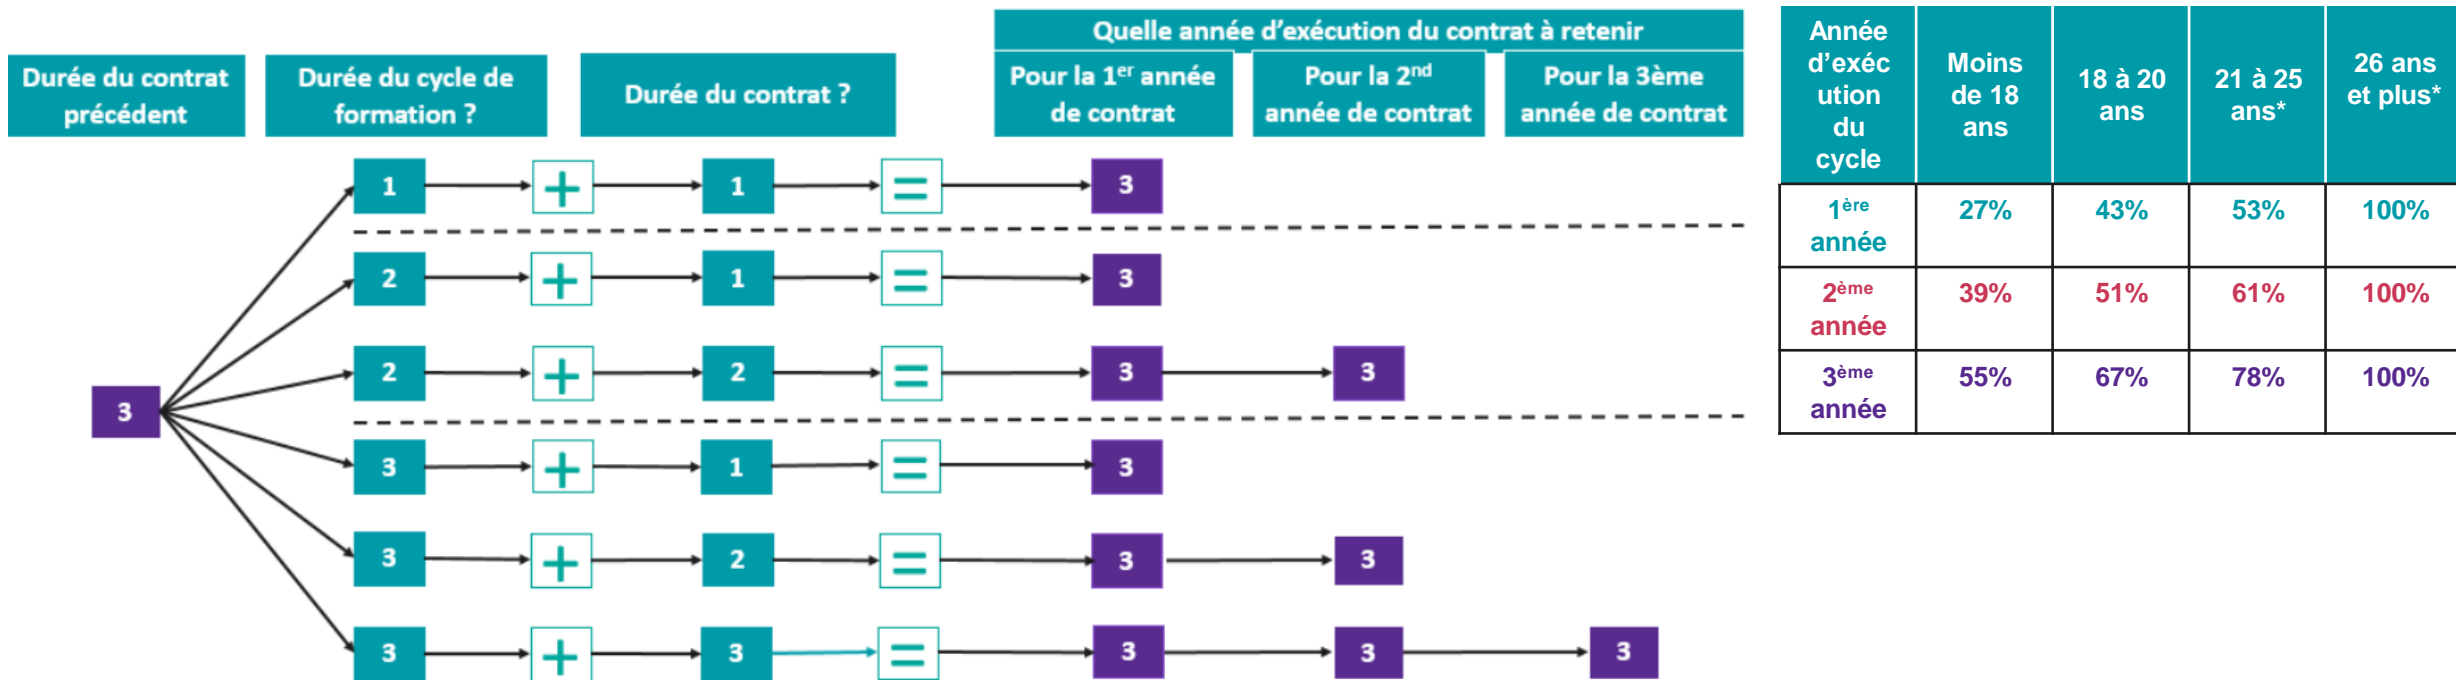 Quelle année d'exécution du contrat à retenir
Durée du contrat
précédent
Durée du cycle de
formation ?
Durée du contrat ?
Pour la 1er année
de contrat
Pour la 2nd
année de contrat
Pour la 3ème
année de contrat
3
1 + 1 = 3
2 + 1 = 3
2 + 2 = 3 3
3 + 1 = 3
3 + 2 = 3 3
3 + 3 = 3 3 3
Année
d'exéc
ution
du
cycle
Moins
de 18
ans
18 à 20
ans
21 à 25
ans*
26 ans
et plus*
1ère
année
27% 43% 53% 100%
2ème
année
39% 51% 61% 100%
3ème
année
55% 67% 78% 100%